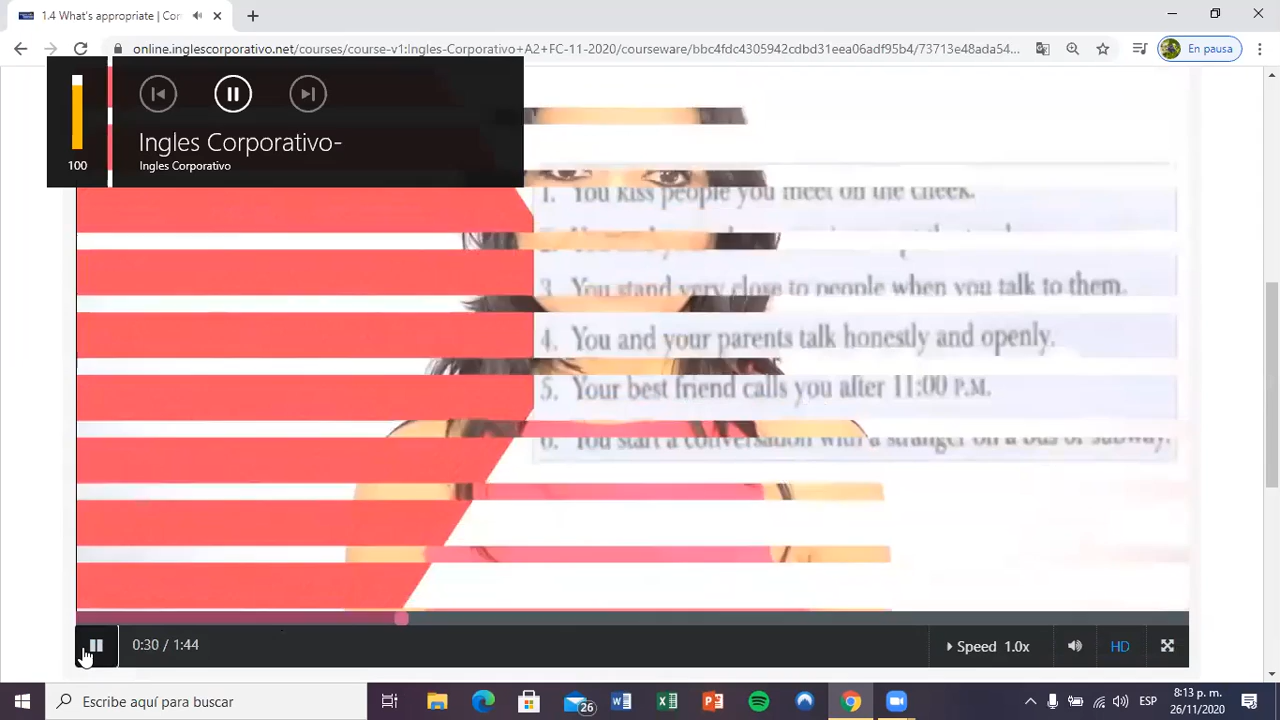 1.4 What's appropriate | Cor
online.inglescorporativo.net/courses/course-v1:Ingles-Corporativo+A2+FC-11-2020/courseware/bbc4fdc4305942cdbd31eea06adf95b4/73713e48ada54...
En pausa
Ingles Corporativo-
100
Ingles Corporativo
1. You kiss people you meet on the cheek.
3. You stand very close to people when you talk to them.
4. You and your parents talk honestly and openly.
5. Your best friend calls you after 11:00 P.M.
6. You start a conversation with a stranger on a bus or subway.
0:30 / 1:44
Speed 1.0x
HD
Escribe aquí para buscar
26
ESP
8:13 p. m.
26/11/2020